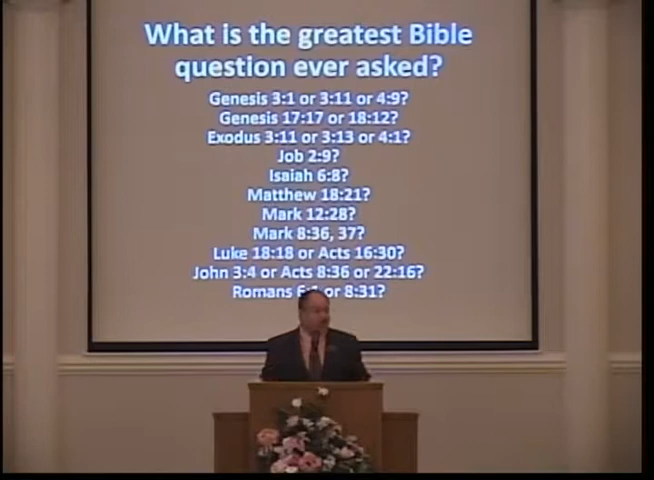 What is the greatest Bible
question ever asked?
Genesis 3:1 or 3:11 or 4:9?
Genesis 17:17 or 18:12?
Exodus 3:11 or 3:13 or 4:1?
Job 2:9?
Isaiah 6:8?
Matthew 18:21?
Mark 12:28?
Mark 8:36, 37?
Luke 18:18 or Acts 16:30?
John 3:4 or Acts 8:36 or 22:16?
Romans 6:1 or 8:31?